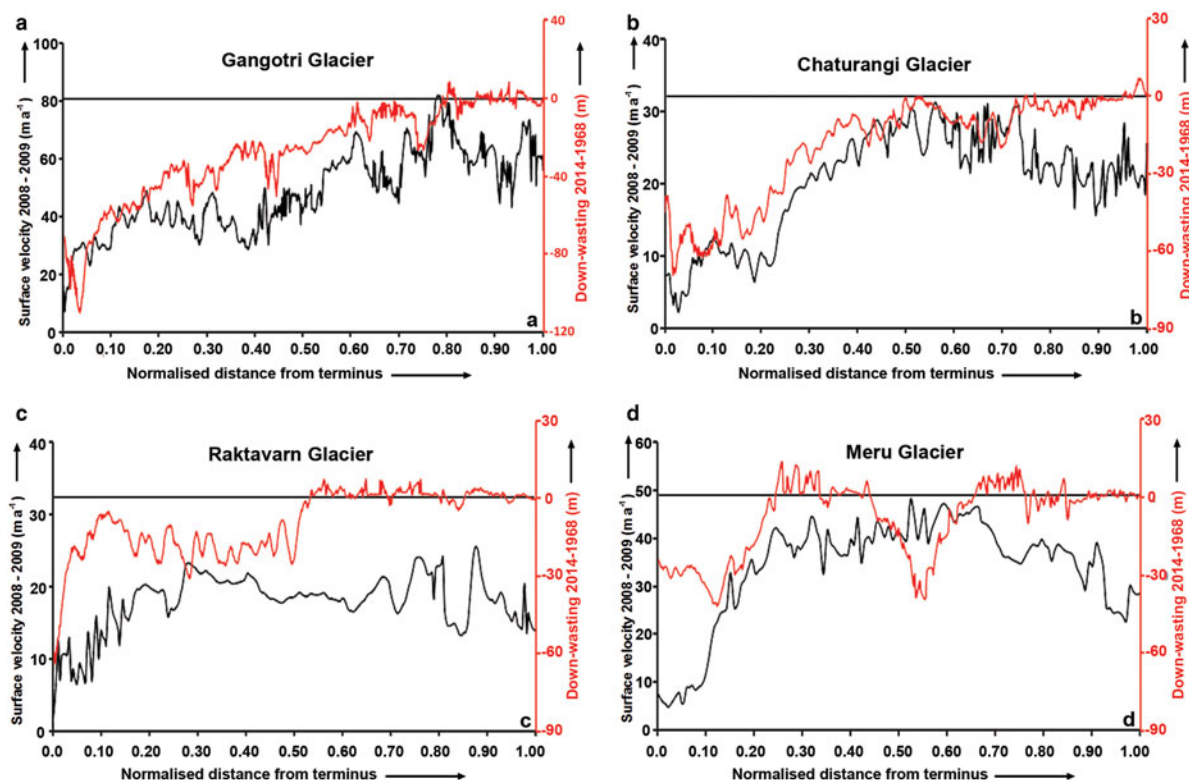 a
Gangotri Glacier
Surface velocity 2008 - 2009 (m a⁻¹)
100
80
60
40
20
0
40
0
-40
-80
-120
Down-wasting 2014-1968 (m)
a
0.0 0.10 0.20 0.30 0.40 0.50 0.60 0.70 0.80 0.90 1.00
Normalised distance from terminus
b
Chaturangi Glacier
Surface velocity 2008 - 2009 (m a⁻¹)
40
30
20
10
0
30
0
-30
-60
-90
Down-wasting 2014-1968 (m)
b
0.0 0.10 0.20 0.30 0.40 0.50 0.60 0.70 0.80 0.90 1.00
Normalised distance from terminus
c
Raktavarn Glacier
Surface velocity 2008 - 2009 (m a⁻¹)
40
30
20
10
0
30
0
-30
-60
-90
Down-wasting 2014-1968 (m)
c
0.0 0.10 0.20 0.30 0.40 0.50 0.60 0.70 0.80 0.90 1.00
Normalised distance from terminus
d
Meru Glacier
Surface velocity 2008 - 2009 (m a⁻¹)
60
50
40
30
20
10
0
30
0
-30
-60
-90
Down-wasting 2014-1968 (m)
d
0.0 0.10 0.20 0.30 0.40 0.50 0.60 0.70 0.80 0.90 1.00
Normalised distance from terminus